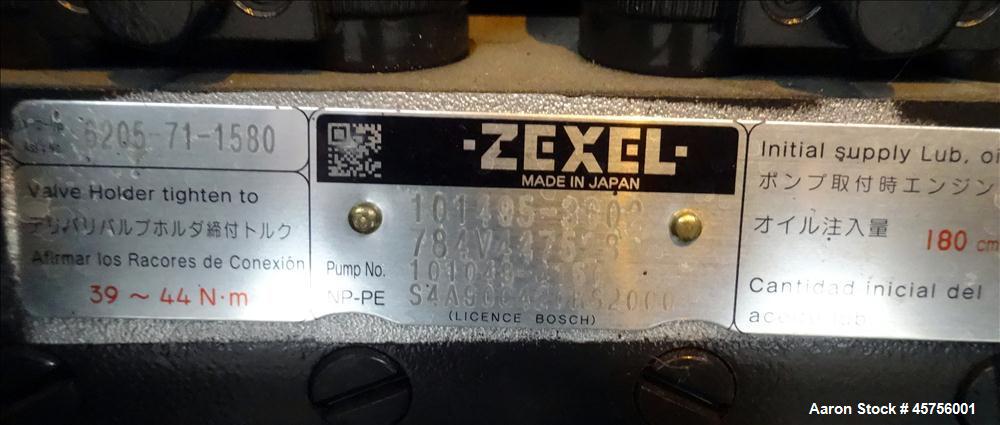 6205-71-1580
Valve Holder tighten to
デリバリバルブホルダ締付トルク
Afirmar los Racores de Conexión
39 ~ 44 N·m
·ZEXEL·
MADE IN JAPAN
Pump No.
NP-PE
(LICENCE BOSCH)
Initial supply Lub. oi
ポンプ取付時エンジン
オイル注入量
180 cm
Cantidad inicial del
Aaron Stock # 45756001